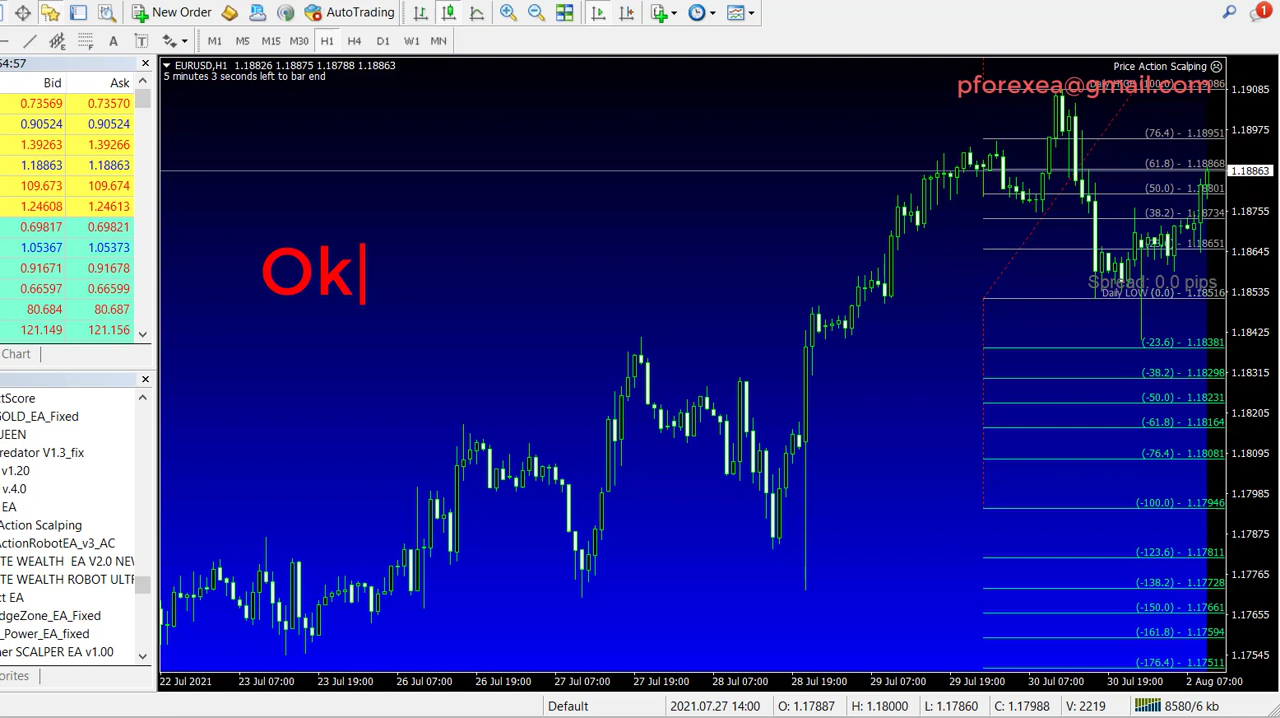 New Order
AutoTrading
1
A
T
M1 M5 M15 M30 H1 H4 D1 W1 MN
4:57
Bid Ask
0.73569 0.73570
0.90524 0.90540
1.39263 1.39266
1.18863 1.18863
109.673 109.674
1.24608 1.24613
0.69817 0.69821
1.05367 1.05373
0.91671 0.91678
0.66597 0.66599
80.684 80.687
121.149 121.156
Chart
ctScore
GOLD_EA_Fixed
UEEN
redator V1.3_fix
v1.20
v.4.0
EA
Action Scalping
ActionRobotEA_v3_AC
TE WEALTH EA V2.0 NEW
TE WEALTH ROBOT ULTR
ct EA
edgeZone_EA_Fixed
_Power_EA_fixed
ner SCALPER EA v1.00
orites
EURUSD,H1 1.18826 1.18875 1.18788 1.18863
5 minutes 3 seconds left to bar end
Price Action Scalping
pforexea@gmail.com
Ok
(76.4) - 1.18951
(61.8) - 1.18868
(50.0) - 1.18801
(38.2) - 1.18734
1.18651
Spread: 0.0 pips
Daily LOW (0.0) - 1.18516
(-23.6) - 1.18381
(-38.2) - 1.18298
(-50.0) - 1.18231
(-61.8) - 1.18164
(-76.4) - 1.18081
(-100.0) - 1.17946
(-123.6) - 1.17811
(-138.2) - 1.17728
(-150.0) - 1.17661
(-161.8) - 1.17594
(-176.4) - 1.17511
1.19085
1.18975
1.18863
1.18755
1.18645
1.18535
1.18425
1.18315
1.18205
1.18095
1.17985
1.17875
1.17765
1.17655
1.17545
22 Jul 2021 23 Jul 07:00 23 Jul 19:00 26 Jul 07:00 26 Jul 19:00 27 Jul 07:00 27 Jul 19:00 28 Jul 07:00 28 Jul 19:00 29 Jul 07:00 29 Jul 19:00 30 Jul 07:00 30 Jul 19:00 2 Aug 07:00
Default 2021.07.27 14:00 O: 1.17887 H: 1.18000 L: 1.17860 C: 1.17988 V: 2219 8580/6 kb